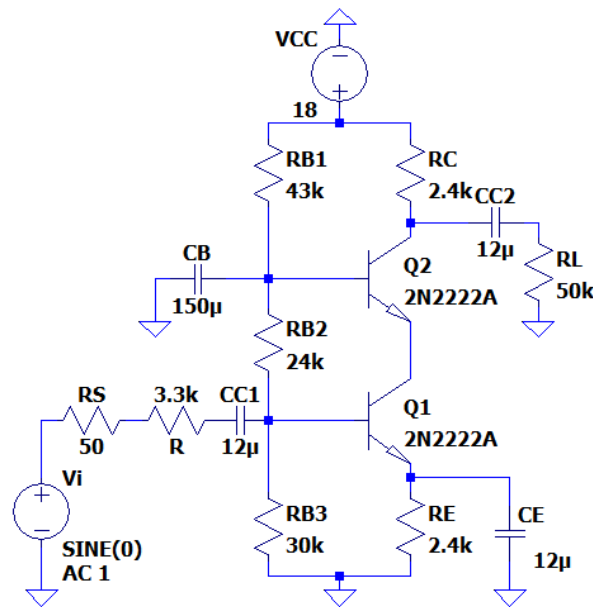 VCC
18
RB1
43k
RC
2.4k
CC2
12µ
RL
50k
CB
150µ
Q2
2N2222A
RB2
24k
RS
50
3.3k
R
CC1
12µ
Q1
2N2222A
Vi
SINE(0)
AC 1
RB3
30k
RE
2.4k
CE
12µ